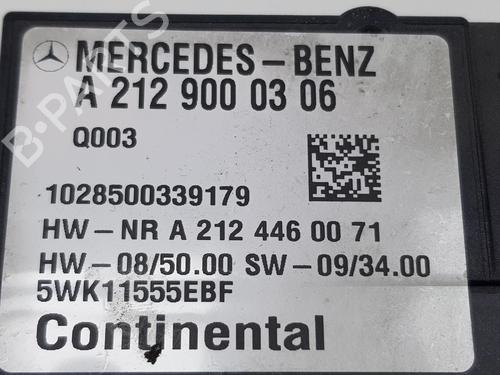 MERCEDES-BENZ
A 212 900 03 06
Q003
1028500339179
HW-NR A 212 446 00 71
HW-08/50.00 SW-09/34.00
5WK11555EBF
Continental
B-PARTS